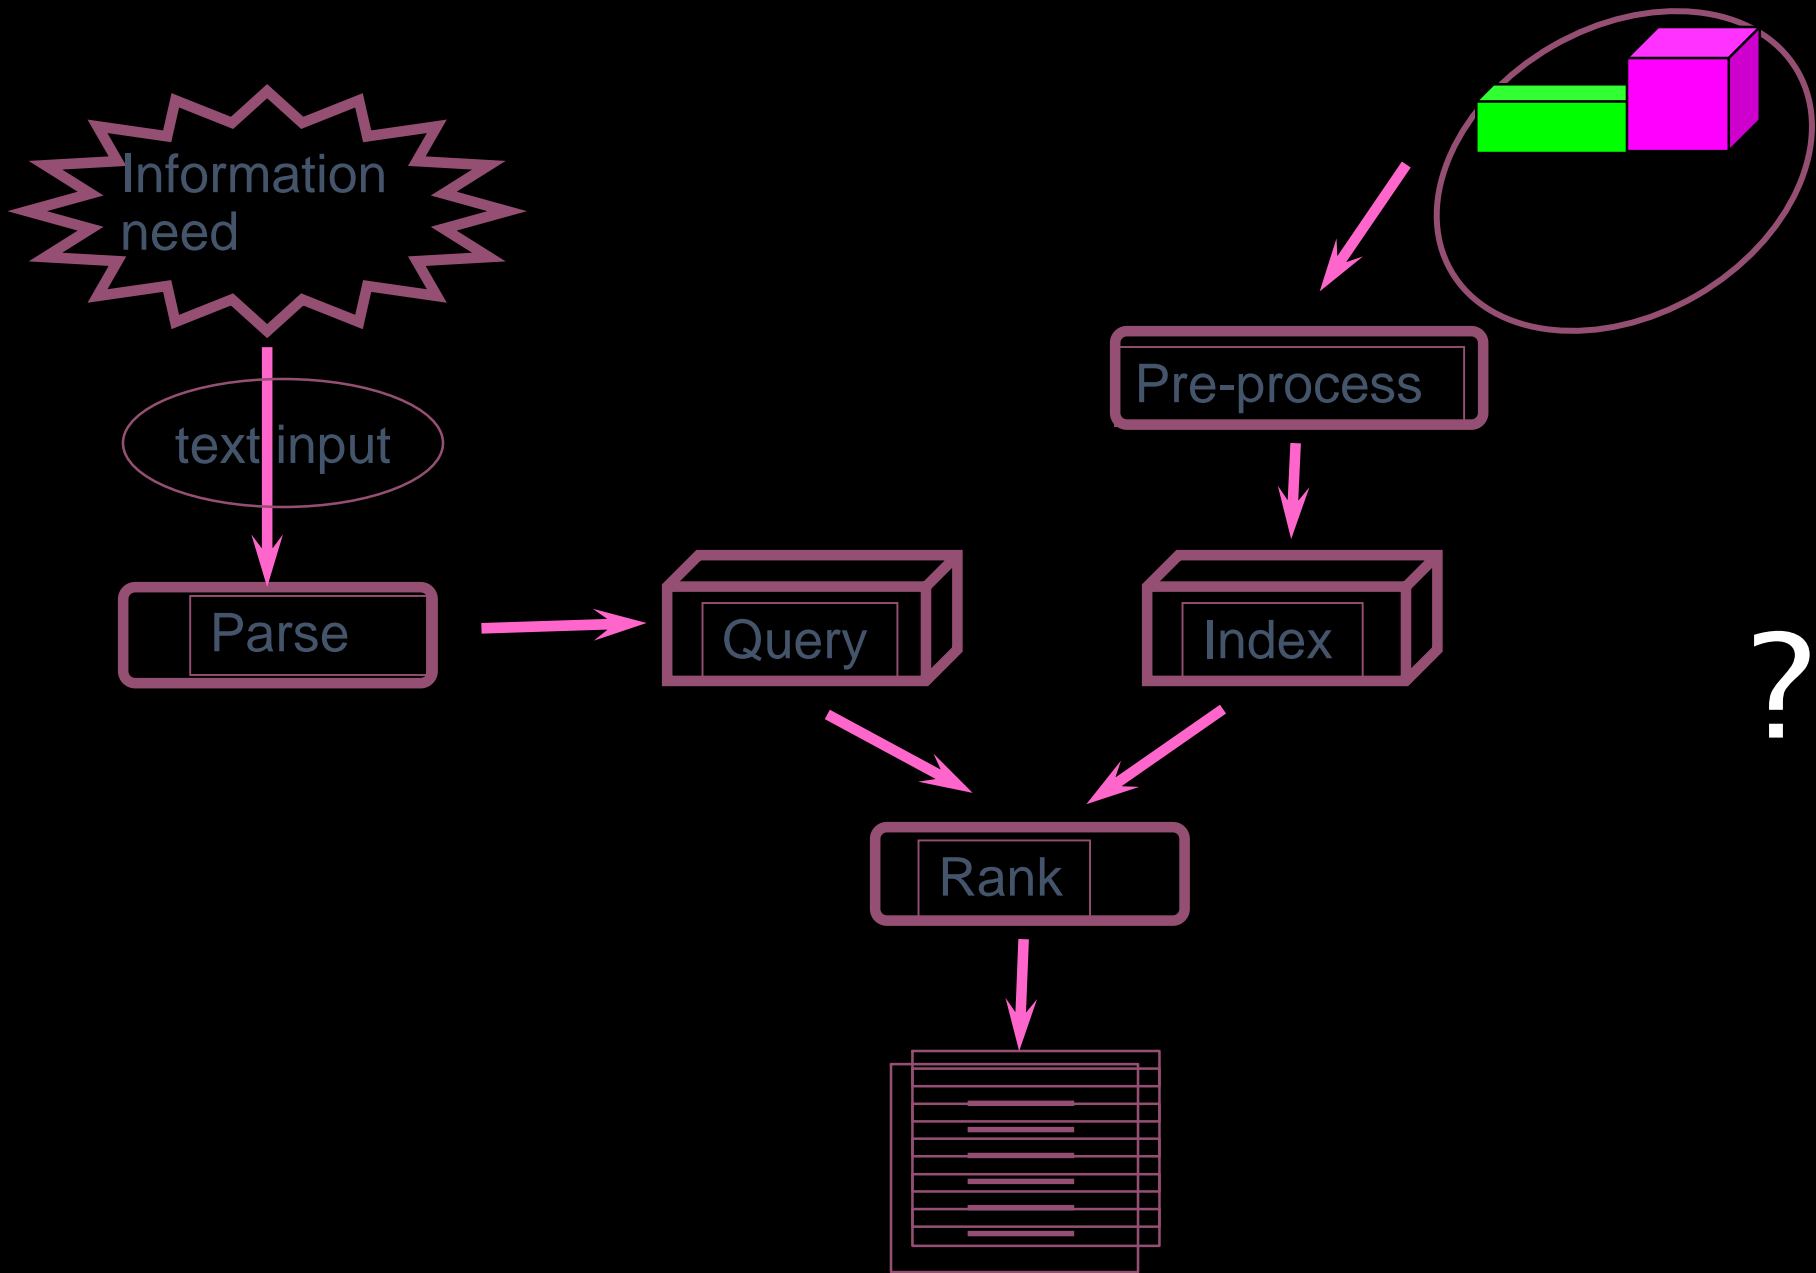 Information
need
text input
Pre-process
Parse
Query
Index
?
Rank